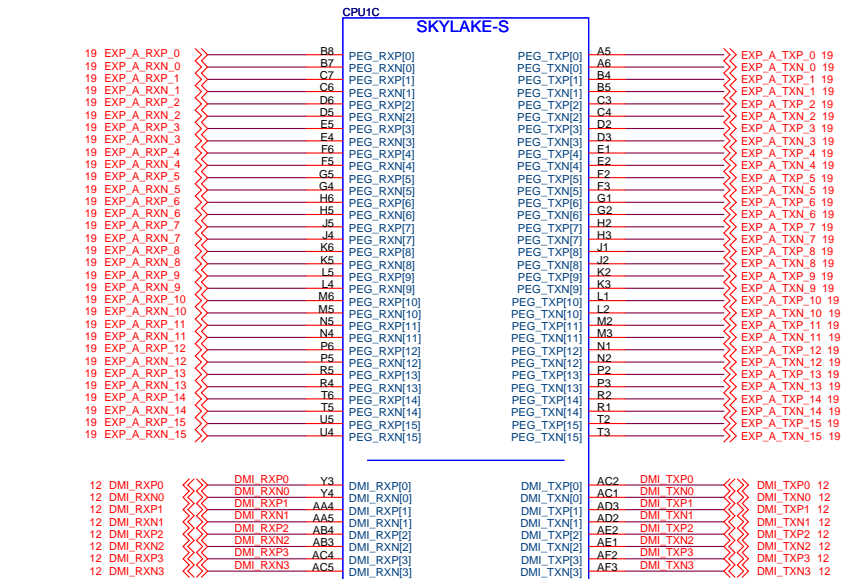 CPU1C
SKYLAKE-S
19 EXP_A_RXP_0 B8 PEG_RXP[0] PEG_TXP[0] A5 EXP_A_TXP_0 19
19 EXP_A_RXN_0 B7 PEG_RXN[0] PEG_TXN[0] A6 EXP_A_TXN_0 19
19 EXP_A_RXP_1 C7 PEG_RXP[1] PEG_TXP[1] B4 EXP_A_TXP_1 19
19 EXP_A_RXN_1 C6 PEG_RXN[1] PEG_TXN[1] B5 EXP_A_TXN_1 19
19 EXP_A_RXP_2 D6 PEG_RXP[2] PEG_TXP[2] C3 EXP_A_TXP_2 19
19 EXP_A_RXN_2 D5 PEG_RXN[2] PEG_TXN[2] C4 EXP_A_TXN_2 19
19 EXP_A_RXP_3 E5 PEG_RXP[3] PEG_TXP[3] D2 EXP_A_TXP_3 19
19 EXP_A_RXN_3 E4 PEG_RXN[3] PEG_TXN[3] D3 EXP_A_TXN_3 19
19 EXP_A_RXP_4 F6 PEG_RXP[4] PEG_TXP[4] E1 EXP_A_TXP_4 19
19 EXP_A_RXN_4 F5 PEG_RXN[4] PEG_TXN[4] E2 EXP_A_TXN_4 19
19 EXP_A_RXP_5 G5 PEG_RXP[5] PEG_TXP[5] F2 EXP_A_TXP_5 19
19 EXP_A_RXN_5 G4 PEG_RXN[5] PEG_TXN[5] F3 EXP_A_TXN_5 19
19 EXP_A_RXP_6 H6 PEG_RXP[6] PEG_TXP[6] G1 EXP_A_TXP_6 19
19 EXP_A_RXN_6 H5 PEG_RXN[6] PEG_TXN[6] G2 EXP_A_TXN_6 19
19 EXP_A_RXP_7 J5 PEG_RXP[7] PEG_TXP[7] H2 EXP_A_TXP_7 19
19 EXP_A_RXN_7 J4 PEG_RXN[7] PEG_TXN[7] H3 EXP_A_TXN_7 19
19 EXP_A_RXP_8 K6 PEG_RXP[8] PEG_TXP[8] J1 EXP_A_TXP_8 19
19 EXP_A_RXN_8 K5 PEG_RXN[8] PEG_TXN[8] J2 EXP_A_TXN_8 19
19 EXP_A_RXP_9 L5 PEG_RXP[9] PEG_TXP[9] K2 EXP_A_TXP_9 19
19 EXP_A_RXN_9 L4 PEG_RXN[9] PEG_TXN[9] K3 EXP_A_TXN_9 19
19 EXP_A_RXP_10 M6 PEG_RXP[10] PEG_TXP[10] L1 EXP_A_TXP_10 19
19 EXP_A_RXN_10 M5 PEG_RXN[10] PEG_TXN[10] L2 EXP_A_TXN_10 19
19 EXP_A_RXP_11 N5 PEG_RXP[11] PEG_TXP[11] M2 EXP_A_TXP_11 19
19 EXP_A_RXN_11 N4 PEG_RXN[11] PEG_TXN[11] M3 EXP_A_TXN_11 19
19 EXP_A_RXP_12 P6 PEG_RXP[12] PEG_TXP[12] N1 EXP_A_TXP_12 19
19 EXP_A_RXN_12 P5 PEG_RXN[12] PEG_TXN[12] N2 EXP_A_TXN_12 19
19 EXP_A_RXP_13 R5 PEG_RXP[13] PEG_TXP[13] P2 EXP_A_TXP_13 19
19 EXP_A_RXN_13 R4 PEG_RXN[13] PEG_TXN[13] P3 EXP_A_TXN_13 19
19 EXP_A_RXP_14 T6 PEG_RXP[14] PEG_TXP[14] R2 EXP_A_TXP_14 19
19 EXP_A_RXN_14 T5 PEG_RXN[14] PEG_TXN[14] R1 EXP_A_TXN_14 19
19 EXP_A_RXP_15 U5 PEG_RXP[15] PEG_TXP[15] T2 EXP_A_TXP_15 19
19 EXP_A_RXN_15 U4 PEG_RXN[15] PEG_TXN[15] T3 EXP_A_TXN_15 19
12 DMI_RXP0 DMI_RXP0 Y3 DMI_RXP[0] DMI_TXP[0] AC2 DMI_TXP0 DMI_TXP0 12
12 DMI_RXN0 DMI_RXN0 Y4 DMI_RXN[0] DMI_TXN[0] AC1 DMI_TXN0 DMI_TXN0 12
12 DMI_RXP1 DMI_RXP1 AA4 DMI_RXP[1] DMI_TXP[1] AD3 DMI_TXP1 DMI_TXP1 12
12 DMI_RXN1 DMI_RXN1 AA5 DMI_RXN[1] DMI_TXN[1] AD2 DMI_TXN1 DMI_TXN1 12
12 DMI_RXP2 DMI_RXP2 AB4 DMI_RXP[2] DMI_TXP[2] AE2 DMI_TXP2 DMI_TXP2 12
12 DMI_RXN2 DMI_RXN2 AB3 DMI_RXN[2] DMI_TXN[2] AE1 DMI_TXN2 DMI_TXN2 12
12 DMI_RXP3 DMI_RXP3 AC4 DMI_RXP[3] DMI_TXP[3] AF2 DMI_TXP3 DMI_TXP3 12
12 DMI_RXN3 DMI_RXN3 AC5 DMI_RXN[3] DMI_TXN[3] AF3 DMI_TXN3 DMI_TXN3 12